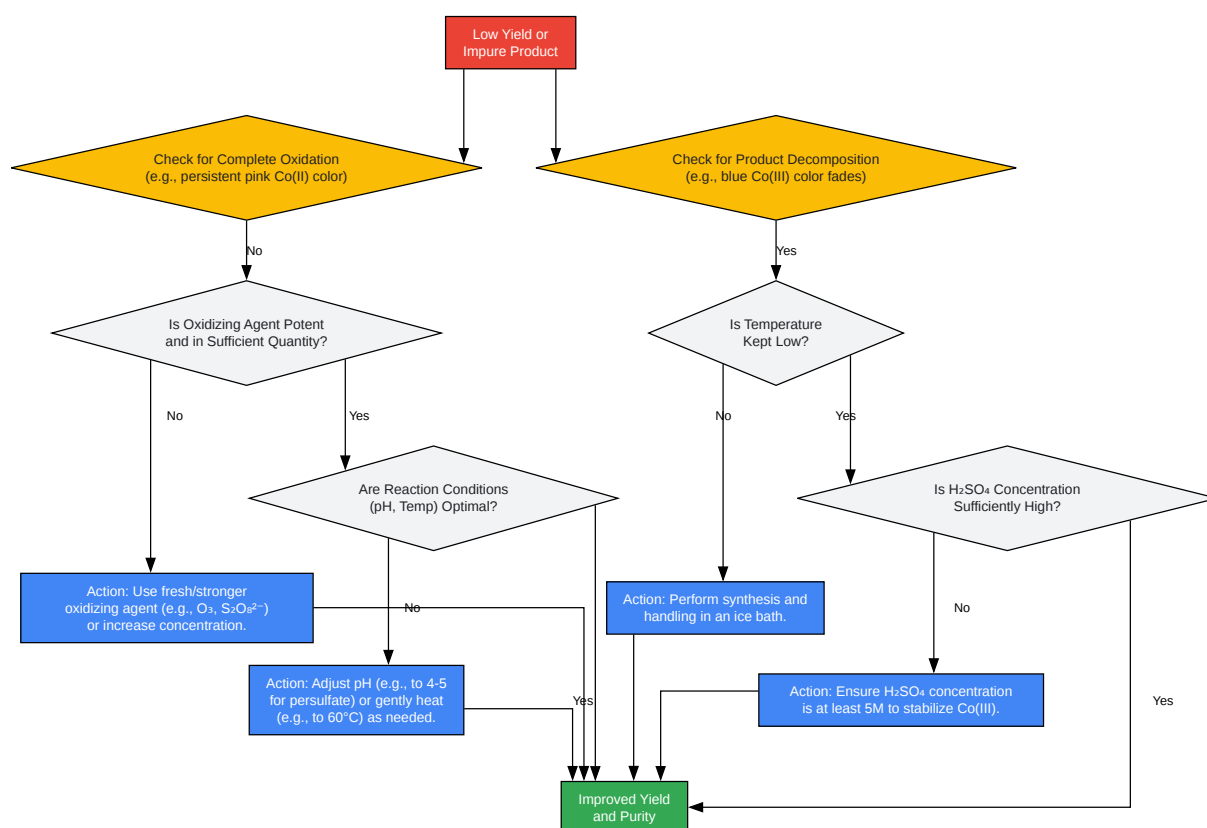 Low Yield or
Impure Product
Check for Complete Oxidation
(e.g., persistent pink Co(II) color)
Check for Product Decomposition
(e.g., blue Co(III) color fades)
No
Yes
Is Oxidizing Agent Potent
and in Sufficient Quantity?
Is Temperature
Kept Low?
No
Yes
No
Yes
Are Reaction Conditions
(pH, Temp) Optimal?
Is H₂SO₄ Concentration
Sufficiently High?
Action: Use fresh/stronger
oxidizing agent (e.g., O₃, S₂O₈²⁻)
or increase concentration.
No
Action: Perform synthesis and
handling in an ice bath.
No
Action: Adjust pH (e.g., to 4-5
for persulfate) or gently heat
(e.g., to 60°C) as needed.
Yes
Action: Ensure H₂SO₄ concentration
is at least 5M to stabilize Co(III).
Yes
Improved Yield
and Purity